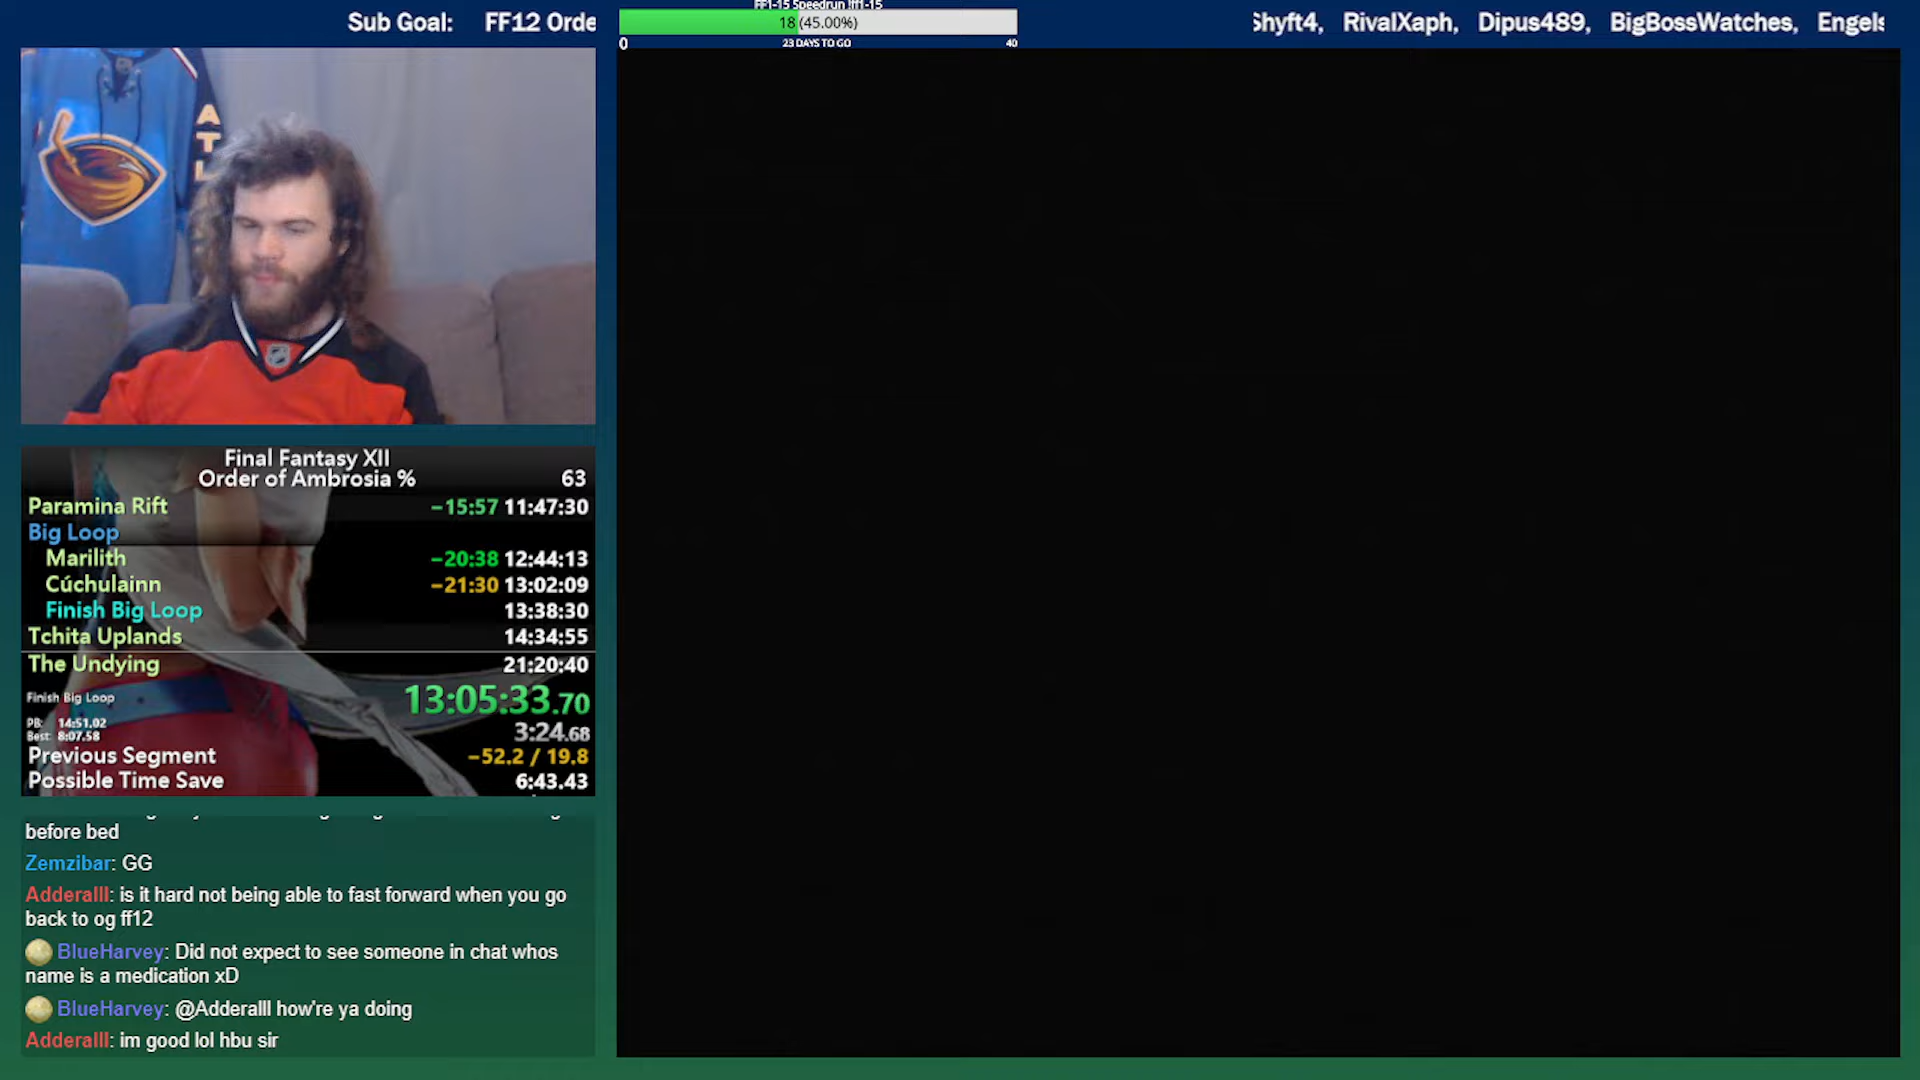 Sub Goal: FF12 Orde
FF1-15 Speedrun !ff1-15
18 (45.00%)
0 23 DAYS TO GO 40
Shyft4, RivalXaph, Dipus489, BigBossWatches, Engels
ATL
Final Fantasy XII
Order of Ambrosia % 63
Paramina Rift −15:57 11:47:30
Big Loop
Marilith −20:38 12:44:13
Cúchulainn −21:30 13:02:09
Finish Big Loop 13:38:30
Tchita Uplands 14:34:55
The Undying 21:20:40
Finish Big Loop 13:05:33.70
PB: 14:51.02
Best: 8:07.58 3:24.68
Previous Segment −52.2 / 19.8
Possible Time Save 6:43.43
before bed
Zemzibar: GG
Adderalll: is it hard not being able to fast forward when you go
back to og ff12
BlueHarvey: Did not expect to see someone in chat whos
name is a medication xD
BlueHarvey: @Adderalll how're ya doing
Adderalll: im good lol hbu sir